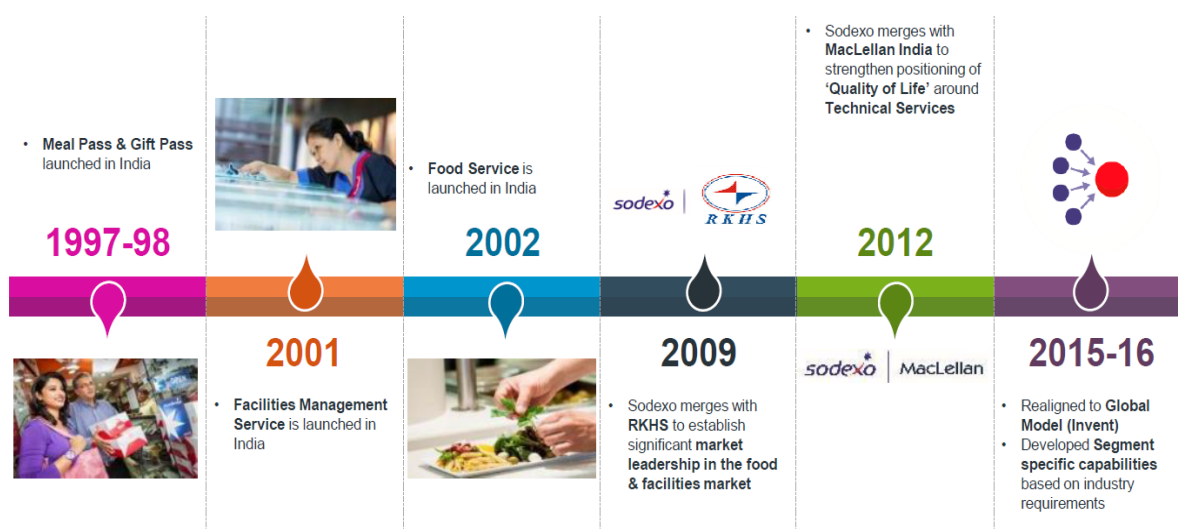 • Meal Pass & Gift Pass
launched in India
1997-98
2001
• Facilities Management
Service is launched in
India
• Food Service is
launched in India
2002
sodexo
RKHS
2009
• Sodexo merges with
RKHS to establish
significant market
leadership in the food
& facilities market
• Sodexo merges with
MacLellan India to
strengthen positioning of
‘Quality of Life’ around
Technical Services
2012
sodexo | MacLellan
2015-16
• Realigned to Global
Model (Invent)
• Developed Segment
specific capabilities
based on industry
requirements